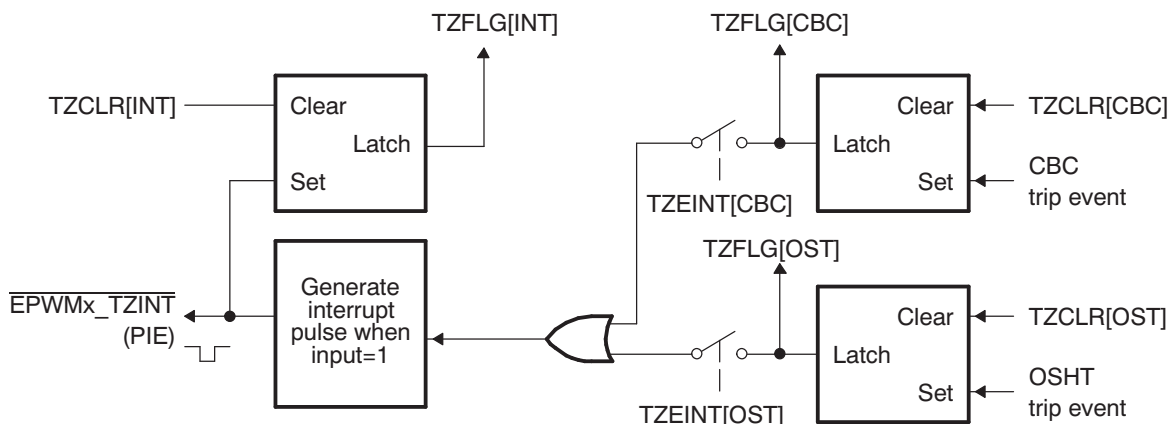 TZFLG[INT]
TZFLG[CBC]
TZCLR[INT]
Clear
Latch
Set
Clear
Latch
Set
TZCLR[CBC]
CBC
trip event
TZEINT[CBC]
TZFLG[OST]
EPWMx_TZINT
(PIE)
Generate
interrupt
pulse when
input=1
Clear
Latch
Set
TZCLR[OST]
OSHT
trip event
TZEINT[OST]